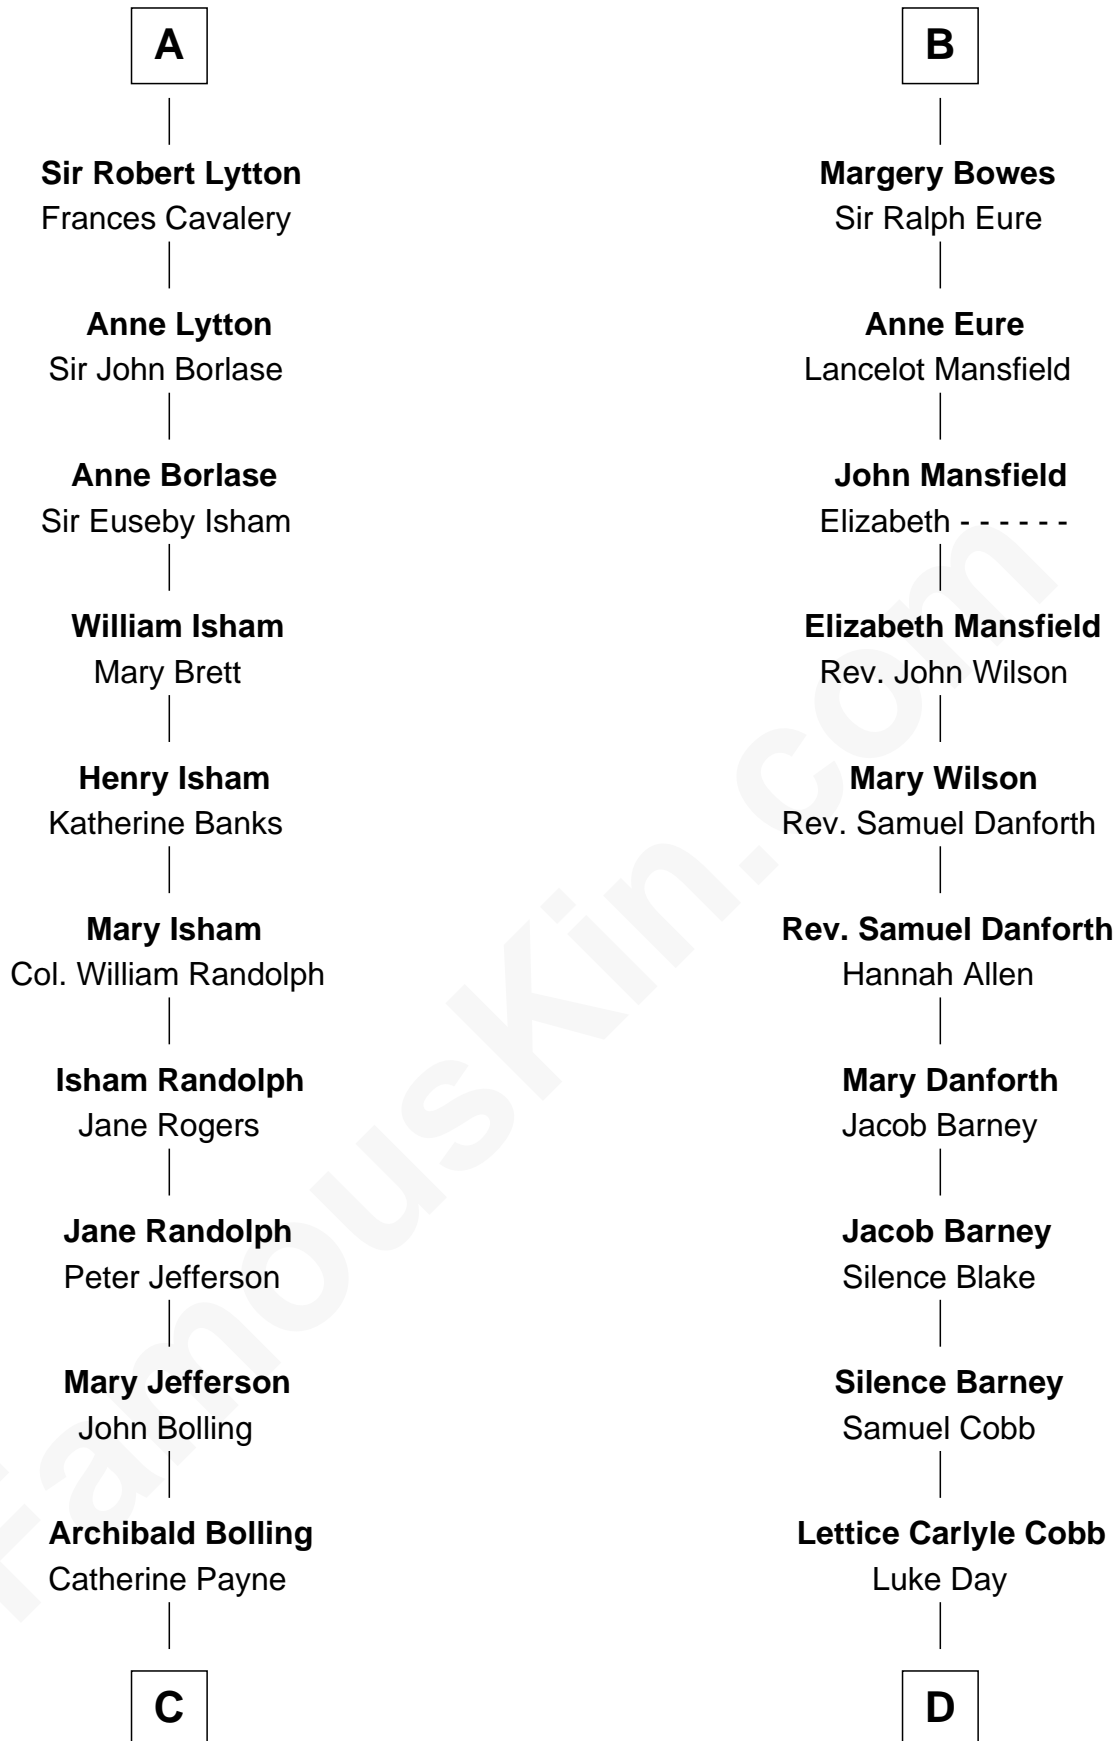 A
Sir Robert Lytton
Frances Cavalery
Anne Lytton
Sir John Borlase
Anne Borlase
Sir Euseby Isham
William Isham
Mary Brett
Henry Isham
Katherine Banks
Mary Isham
Col. William Randolph
Isham Randolph
Jane Rogers
Jane Randolph
Peter Jefferson
Mary Jefferson
John Bolling
Archibald Bolling
Catherine Payne
C
B
Margery Bowes
Sir Ralph Eure
Anne Eure
Lancelot Mansfield
John Mansfield
Elizabeth - - - - - -
Elizabeth Mansfield
Rev. John Wilson
Mary Wilson
Rev. Samuel Danforth
Rev. Samuel Danforth
Hannah Allen
Mary Danforth
Jacob Barney
Jacob Barney
Silence Blake
Silence Barney
Samuel Cobb
Lettice Carlyle Cobb
Luke Day
D
FamousKin.com